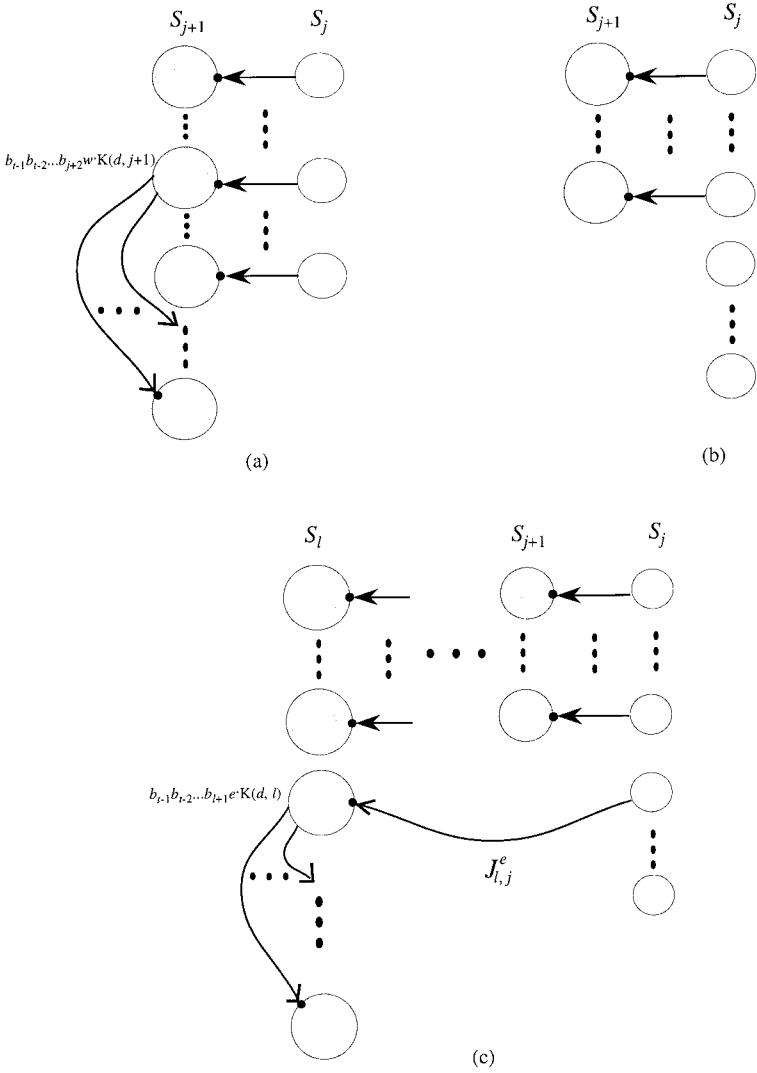 S_{j+1} S_j
b_{t-1}b_{t-2}...b_{j+2}w·K(d, j+1)
(a)
S_{j+1} S_j
(b)
S_l S_{j+1} S_j
b_{t-1}b_{t-2}...b_{l+1}e·K(d, l)
J^e_{l,j}
(c)